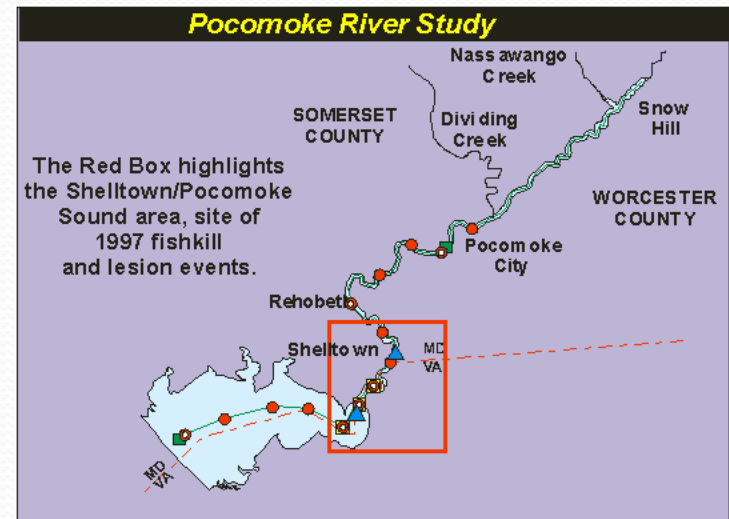 Pocomoke River Study
Nassawango
Creek
SOMERSET
COUNTY
Dividing
Creek
Snow
Hill
The Red Box highlights
the Shelltown/Pocomoke
Sound area, site of
1997 fishkill
and lesion events.
WORCESTER
COUNTY
Pocomoke
City
Rehobeth
Shelltown
MD
VA
MD
VA